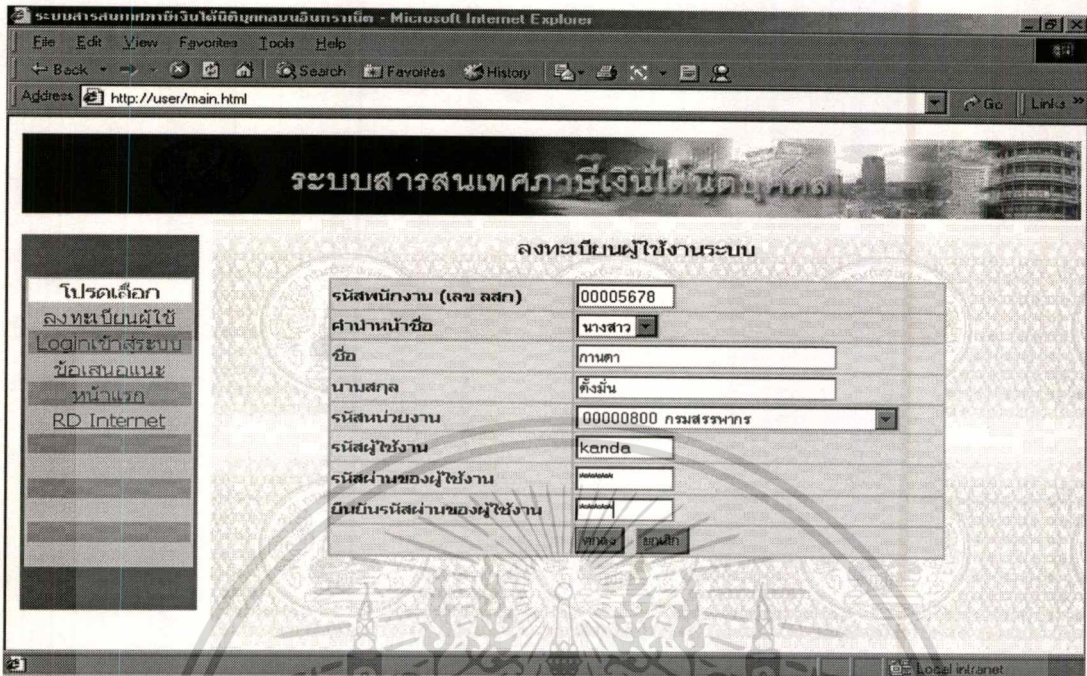 ระบบสารสนเทศภาษีเงินได้นิติบุคคลบนอินทราเน็ต - Microsoft Internet Explorer
File Edit View Favorites Tools Help
Back Search Favorites History
Address http://user/main.html Go Links »
ระบบสารสนเทศภาษีเงินได้นิติบุคคล
ลงทะเบียนผู้ใช้งานระบบ
โปรดเลือก
ลงทะเบียนผู้ใช้
Loginเข้าสู่ระบบ
ข้อเสนอแนะ
หน้าแรก
RD Internet
รหัสพนักงาน (เลข ลสก) 00005678
คำนำหน้าชื่อ นางสาว
ชื่อ กานดา
นามสกุล ตั้งมั่น
รหัสหน่วยงาน 00000800 กรมสรรพากร
รหัสผู้ใช้งาน kanda
รหัสผ่านของผู้ใช้งาน ******
ยืนยันรหัสผ่านของผู้ใช้งาน ******
ตกลง ยกเลิก
Local intranet